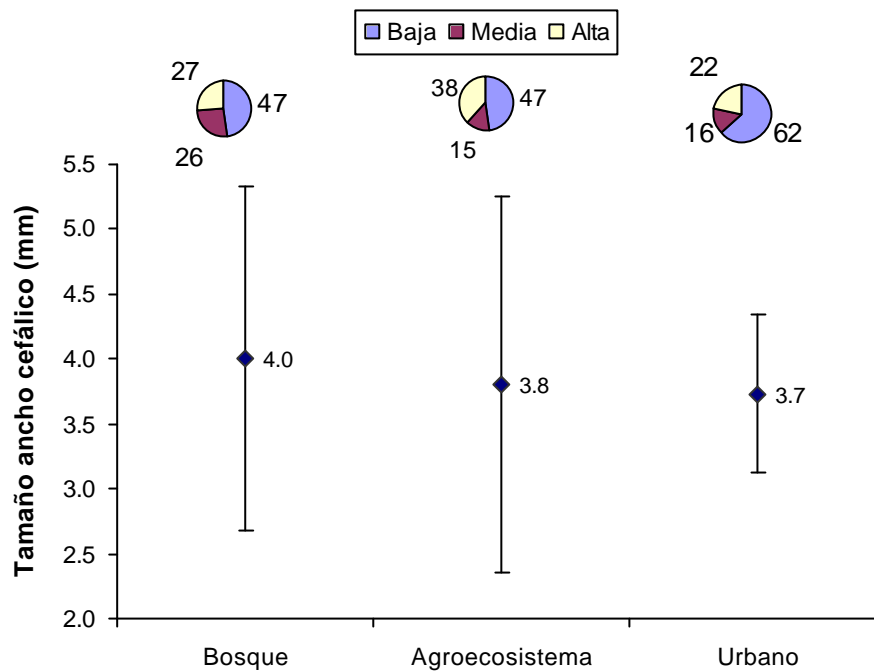 Baja Media Alta
27 47 26
38 47 15
22 16 62
Tamaño ancho cefálico (mm)
5.5
5.0
4.5
4.0
3.5
3.0
2.5
2.0
4.0
3.8
3.7
Bosque Agroecosistema Urbano